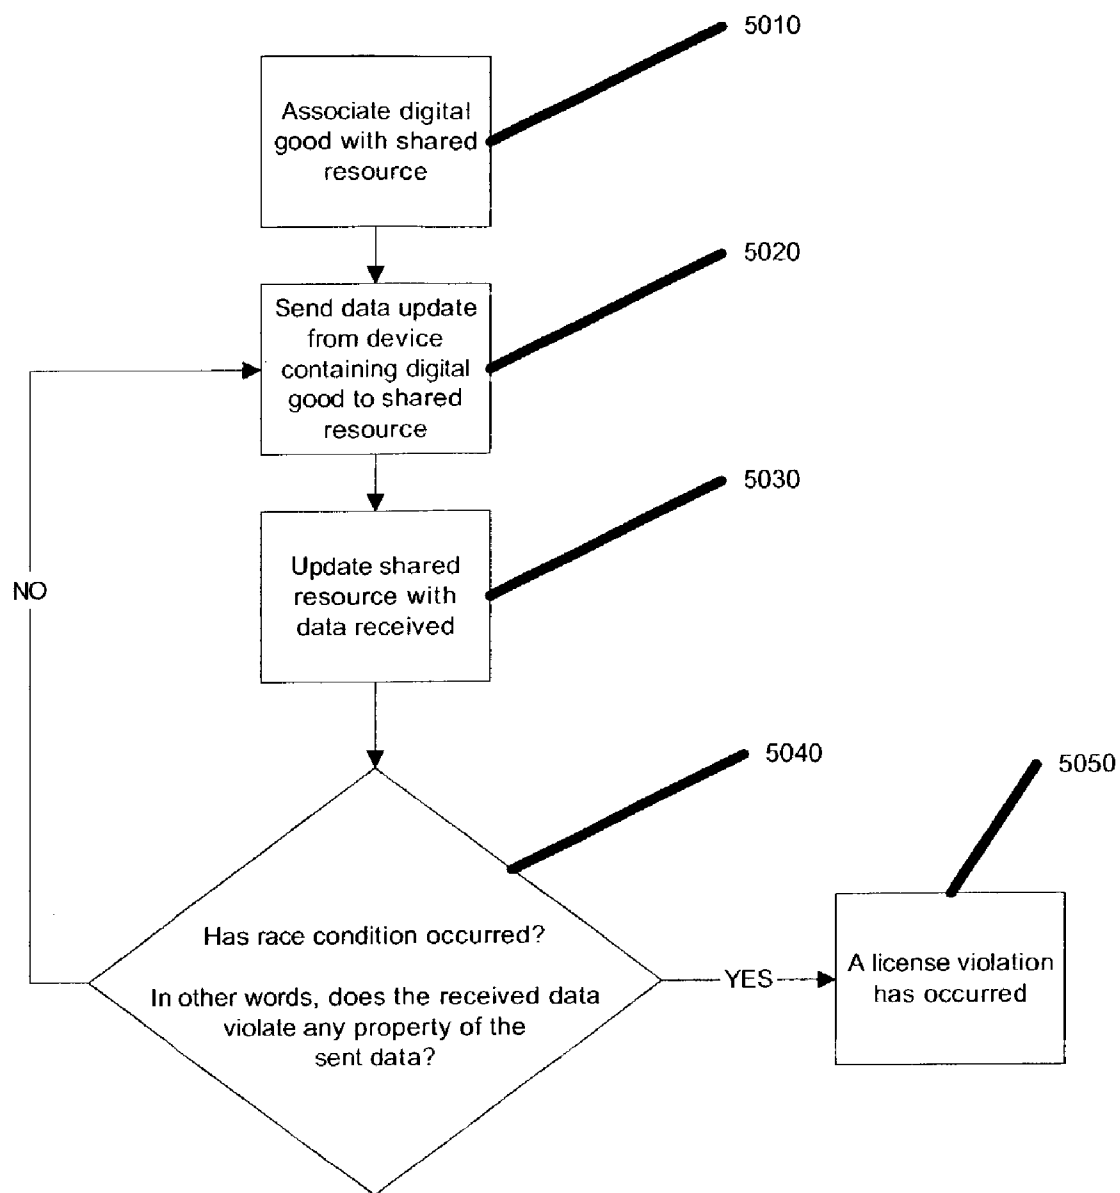 5010
Associate digital
good with shared
resource
5020
Send data update
from device
containing digital
good to shared
resource
5030
Update shared
resource with
data received
NO
5040
5050
Has race condition occurred?
In other words, does the received data
violate any property of the
sent data?
YES
A license violation
has occurred